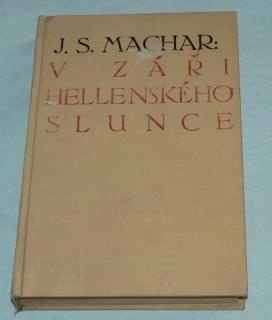 J. S. MACHAR:
V ZÁŘI
HELLENSKÉHO
SLUNCE